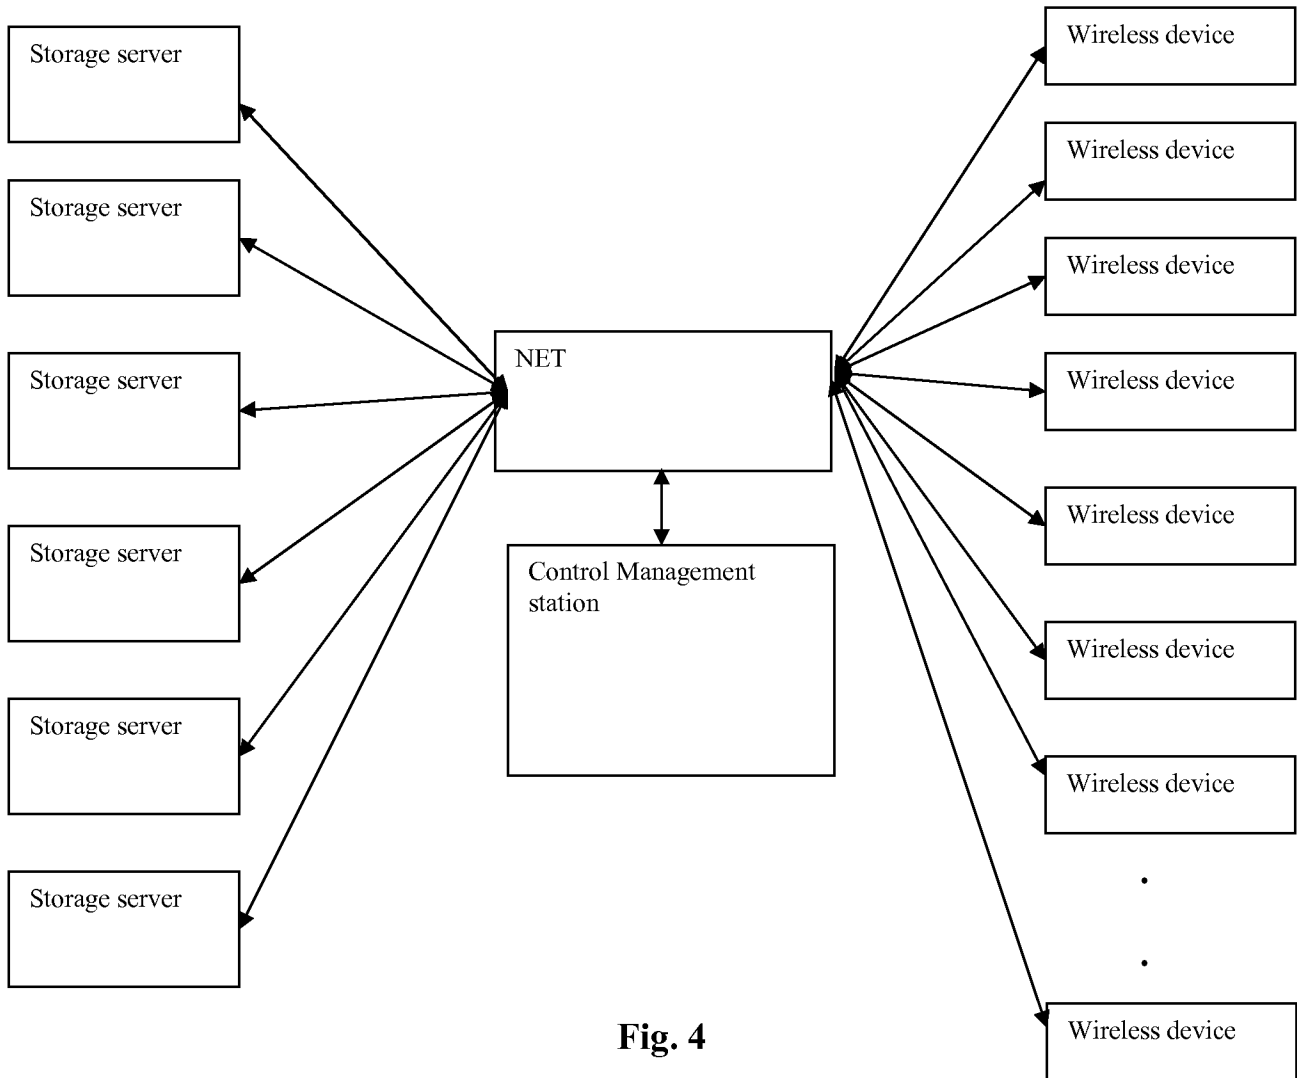 Storage server
Storage server
Storage server
Storage server
Storage server
Storage server
NET
Control Management
station
Wireless device
Wireless device
Wireless device
Wireless device
Wireless device
Wireless device
Wireless device
.
.
Wireless device
Fig. 4